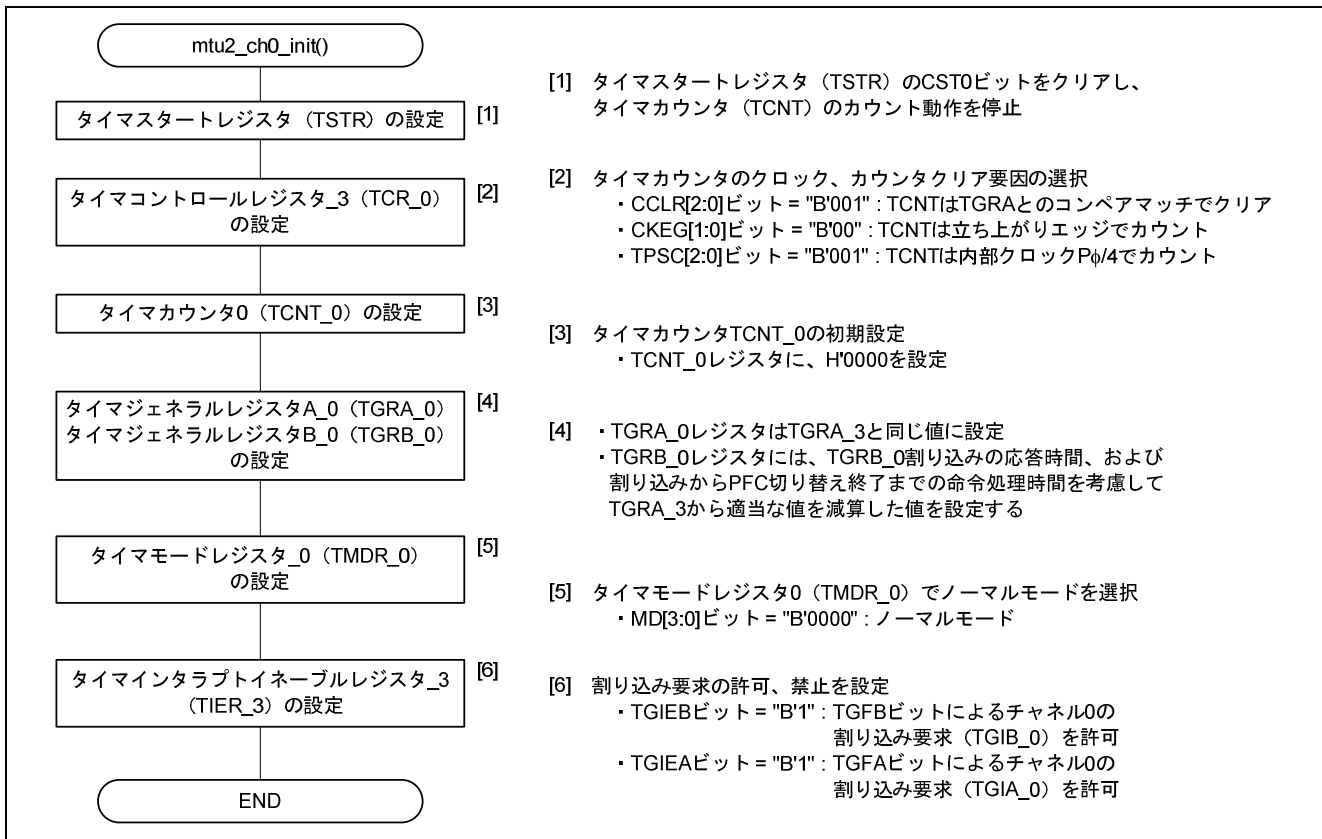 mtu2_ch0_init()
タイマスタートレジスタ（TSTR）の設定
[1]
[1] タイマスタートレジスタ（TSTR）のCST0ビットをクリアし、
タイマカウンタ（TCNT）のカウント動作を停止
タイマコントロールレジスタ_3（TCR_0）
の設定
[2]
[2] タイマカウンタのクロック、カウンタクリア要因の選択
・CCLR[2:0]ビット = "B'001" : TCNTはTGRAとのコンペアマッチでクリア
・CKEG[1:0]ビット = "B'00" : TCNTは立ち上がりエッジでカウント
・TPSC[2:0]ビット = "B'001" : TCNTは内部クロックPφ/4でカウント
タイマカウンタ0（TCNT_0）の設定
[3]
[3] タイマカウンタTCNT_0の初期設定
・TCNT_0レジスタに、H'0000を設定
タイマジェネラルレジスタA_0（TGRA_0）
タイマジェネラルレジスタB_0（TGRB_0）
の設定
[4]
[4] ・TGRA_0レジスタはTGRA_3と同じ値に設定
・TGRB_0レジスタには、TGRB_0割り込みの応答時間、および
割り込みからPFC切り替え終了までの命令処理時間を考慮して
TGRA_3から適当な値を減算した値を設定する
タイマモードレジスタ_0（TMDR_0）
の設定
[5]
[5] タイマモードレジスタ0（TMDR_0）でノーマルモードを選択
・MD[3:0]ビット = "B'0000" : ノーマルモード
タイマインタラプトイネーブルレジスタ_3
（TIER_3）の設定
[6]
[6] 割り込み要求の許可、禁止を設定
・TGIEBビット = "B'1" : TGFBビットによるチャネル0の
割り込み要求（TGIB_0）を許可
・TGIEAビット = "B'1" : TGFAビットによるチャネル0の
割り込み要求（TGIA_0）を許可
END